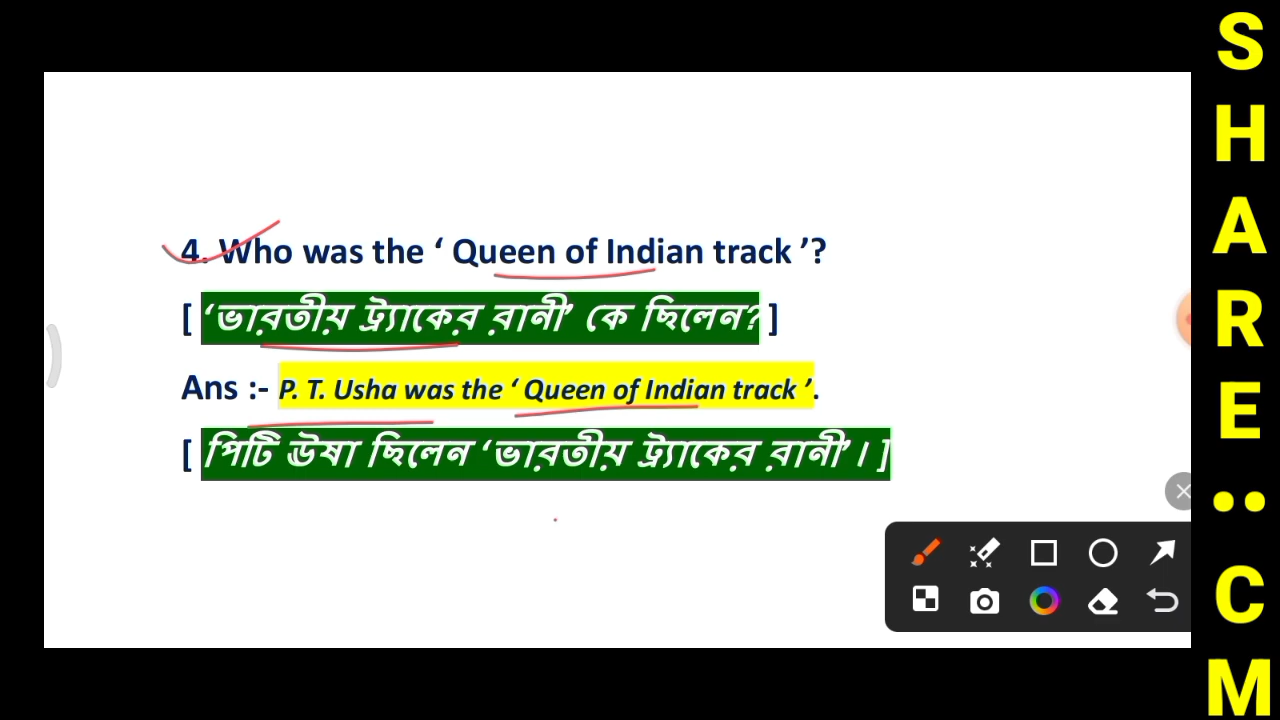 4. Who was the ‘ Queen of Indian track ’?
[ ‘ভারতীয় ট্র্যাকের রানী’ কে ছিলেন? ]
Ans :- P. T. Usha was the ‘ Queen of Indian track ’.
[ পিটি ঊষা ছিলেন ‘ভারতীয় ট্র্যাকের রানী’। ]
S
H
A
R
E
••
C
M